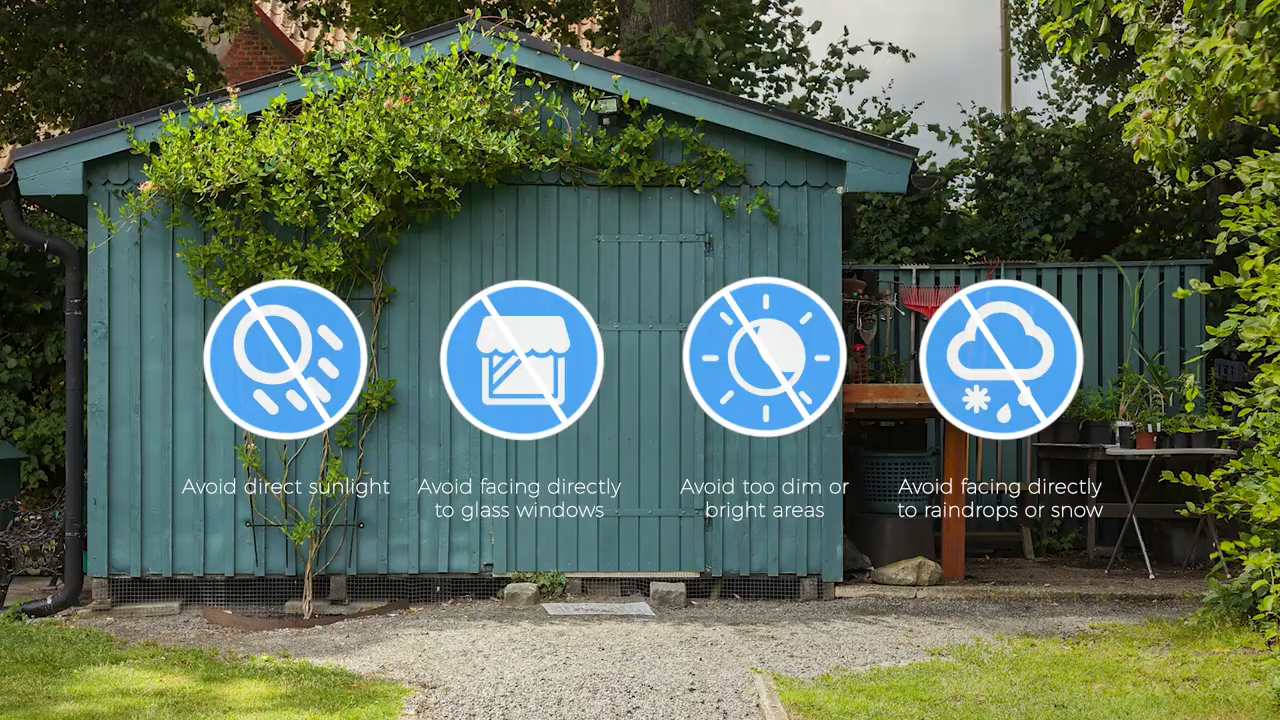 Avoid direct sunlight
Avoid facing directly
to glass windows
Avoid too dim or
bright areas
Avoid facing directly
to raindrops or snow